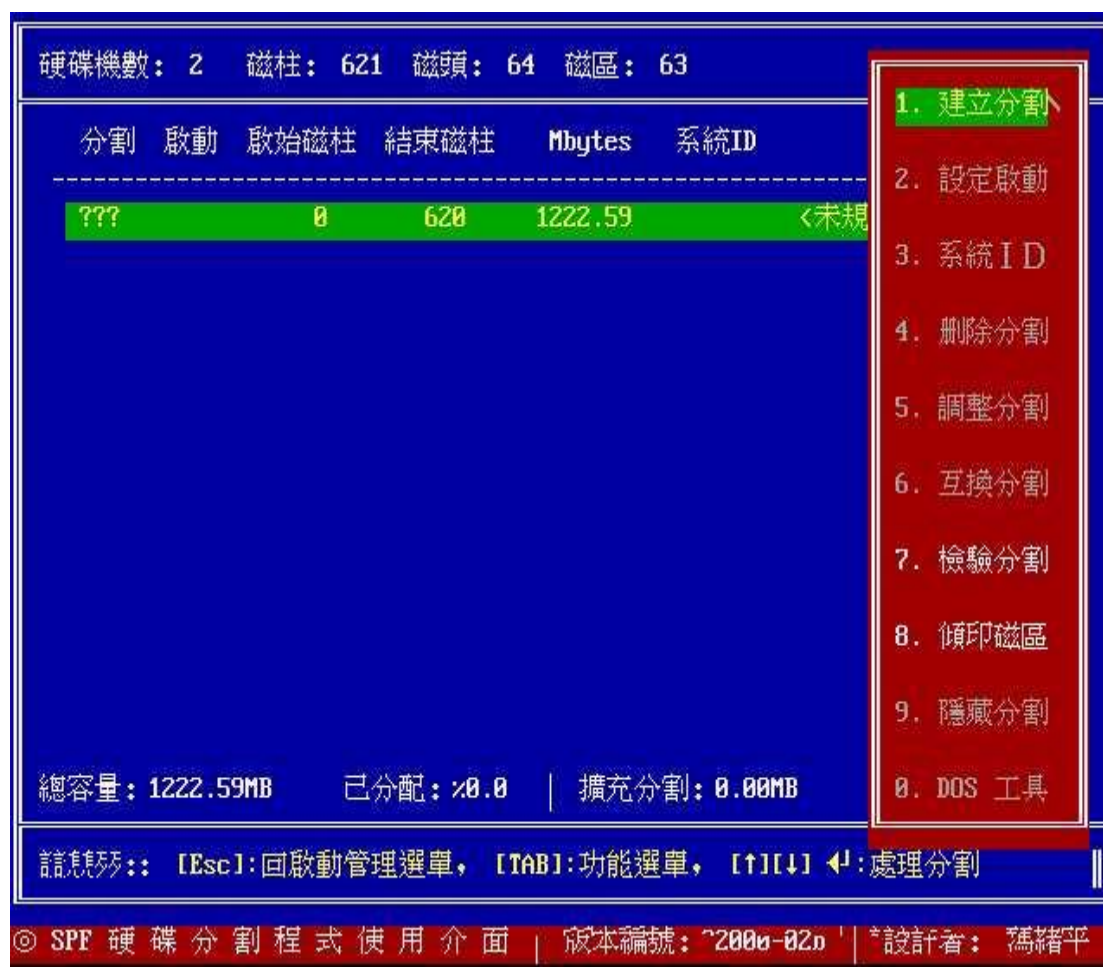 硬碟機數: 2 磁柱: 621 磁頭: 64 磁區: 63
分割 啟動 啟始磁柱 結束磁柱 Mbytes 系統ID
??? 0 620 1222.59 <未規
1. 建立分割
2. 設定啟動
3. 系統ID
4. 刪除分割
5. 調整分割
6. 互換分割
7. 檢驗分割
8. 傾印磁區
9. 隱藏分割
0. DOS 工具
總容量:1222.59MB 已分配:%0.0 | 擴充分割:0.00MB
[Esc]:回啟動管理選單, [TAB]:功能選單, [↑][↓] ↵:處理分割
◎ SPF 硬碟分割程式使用介面 | 版本編號: | 設計者: 馮緒平